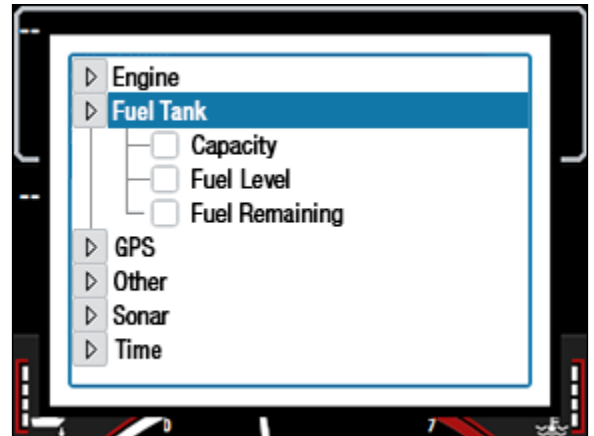 --
Engine
Fuel Tank
Capacity
Fuel Level
--
Fuel Remaining
GPS
Other
Sonar
Time
0
7